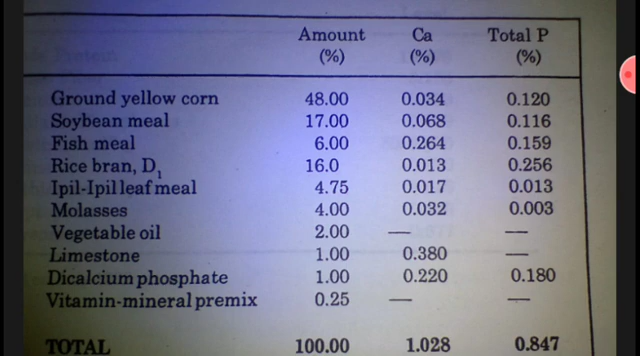 Amount Ca Total P
(%) (%) (%)
Ground yellow corn 48.00 0.034 0.120
Soybean meal 17.00 0.068 0.116
Fish meal 6.00 0.264 0.159
Rice bran, D₁ 16.0 0.013 0.256
Ipil-Ipil leaf meal 4.75 0.017 0.013
Molasses 4.00 0.032 0.003
Vegetable oil 2.00 — —
Limestone 1.00 0.380 —
Dicalcium phosphate 1.00 0.220 0.180
Vitamin-mineral premix 0.25 — —
TOTAL 100.00 1.028 0.847